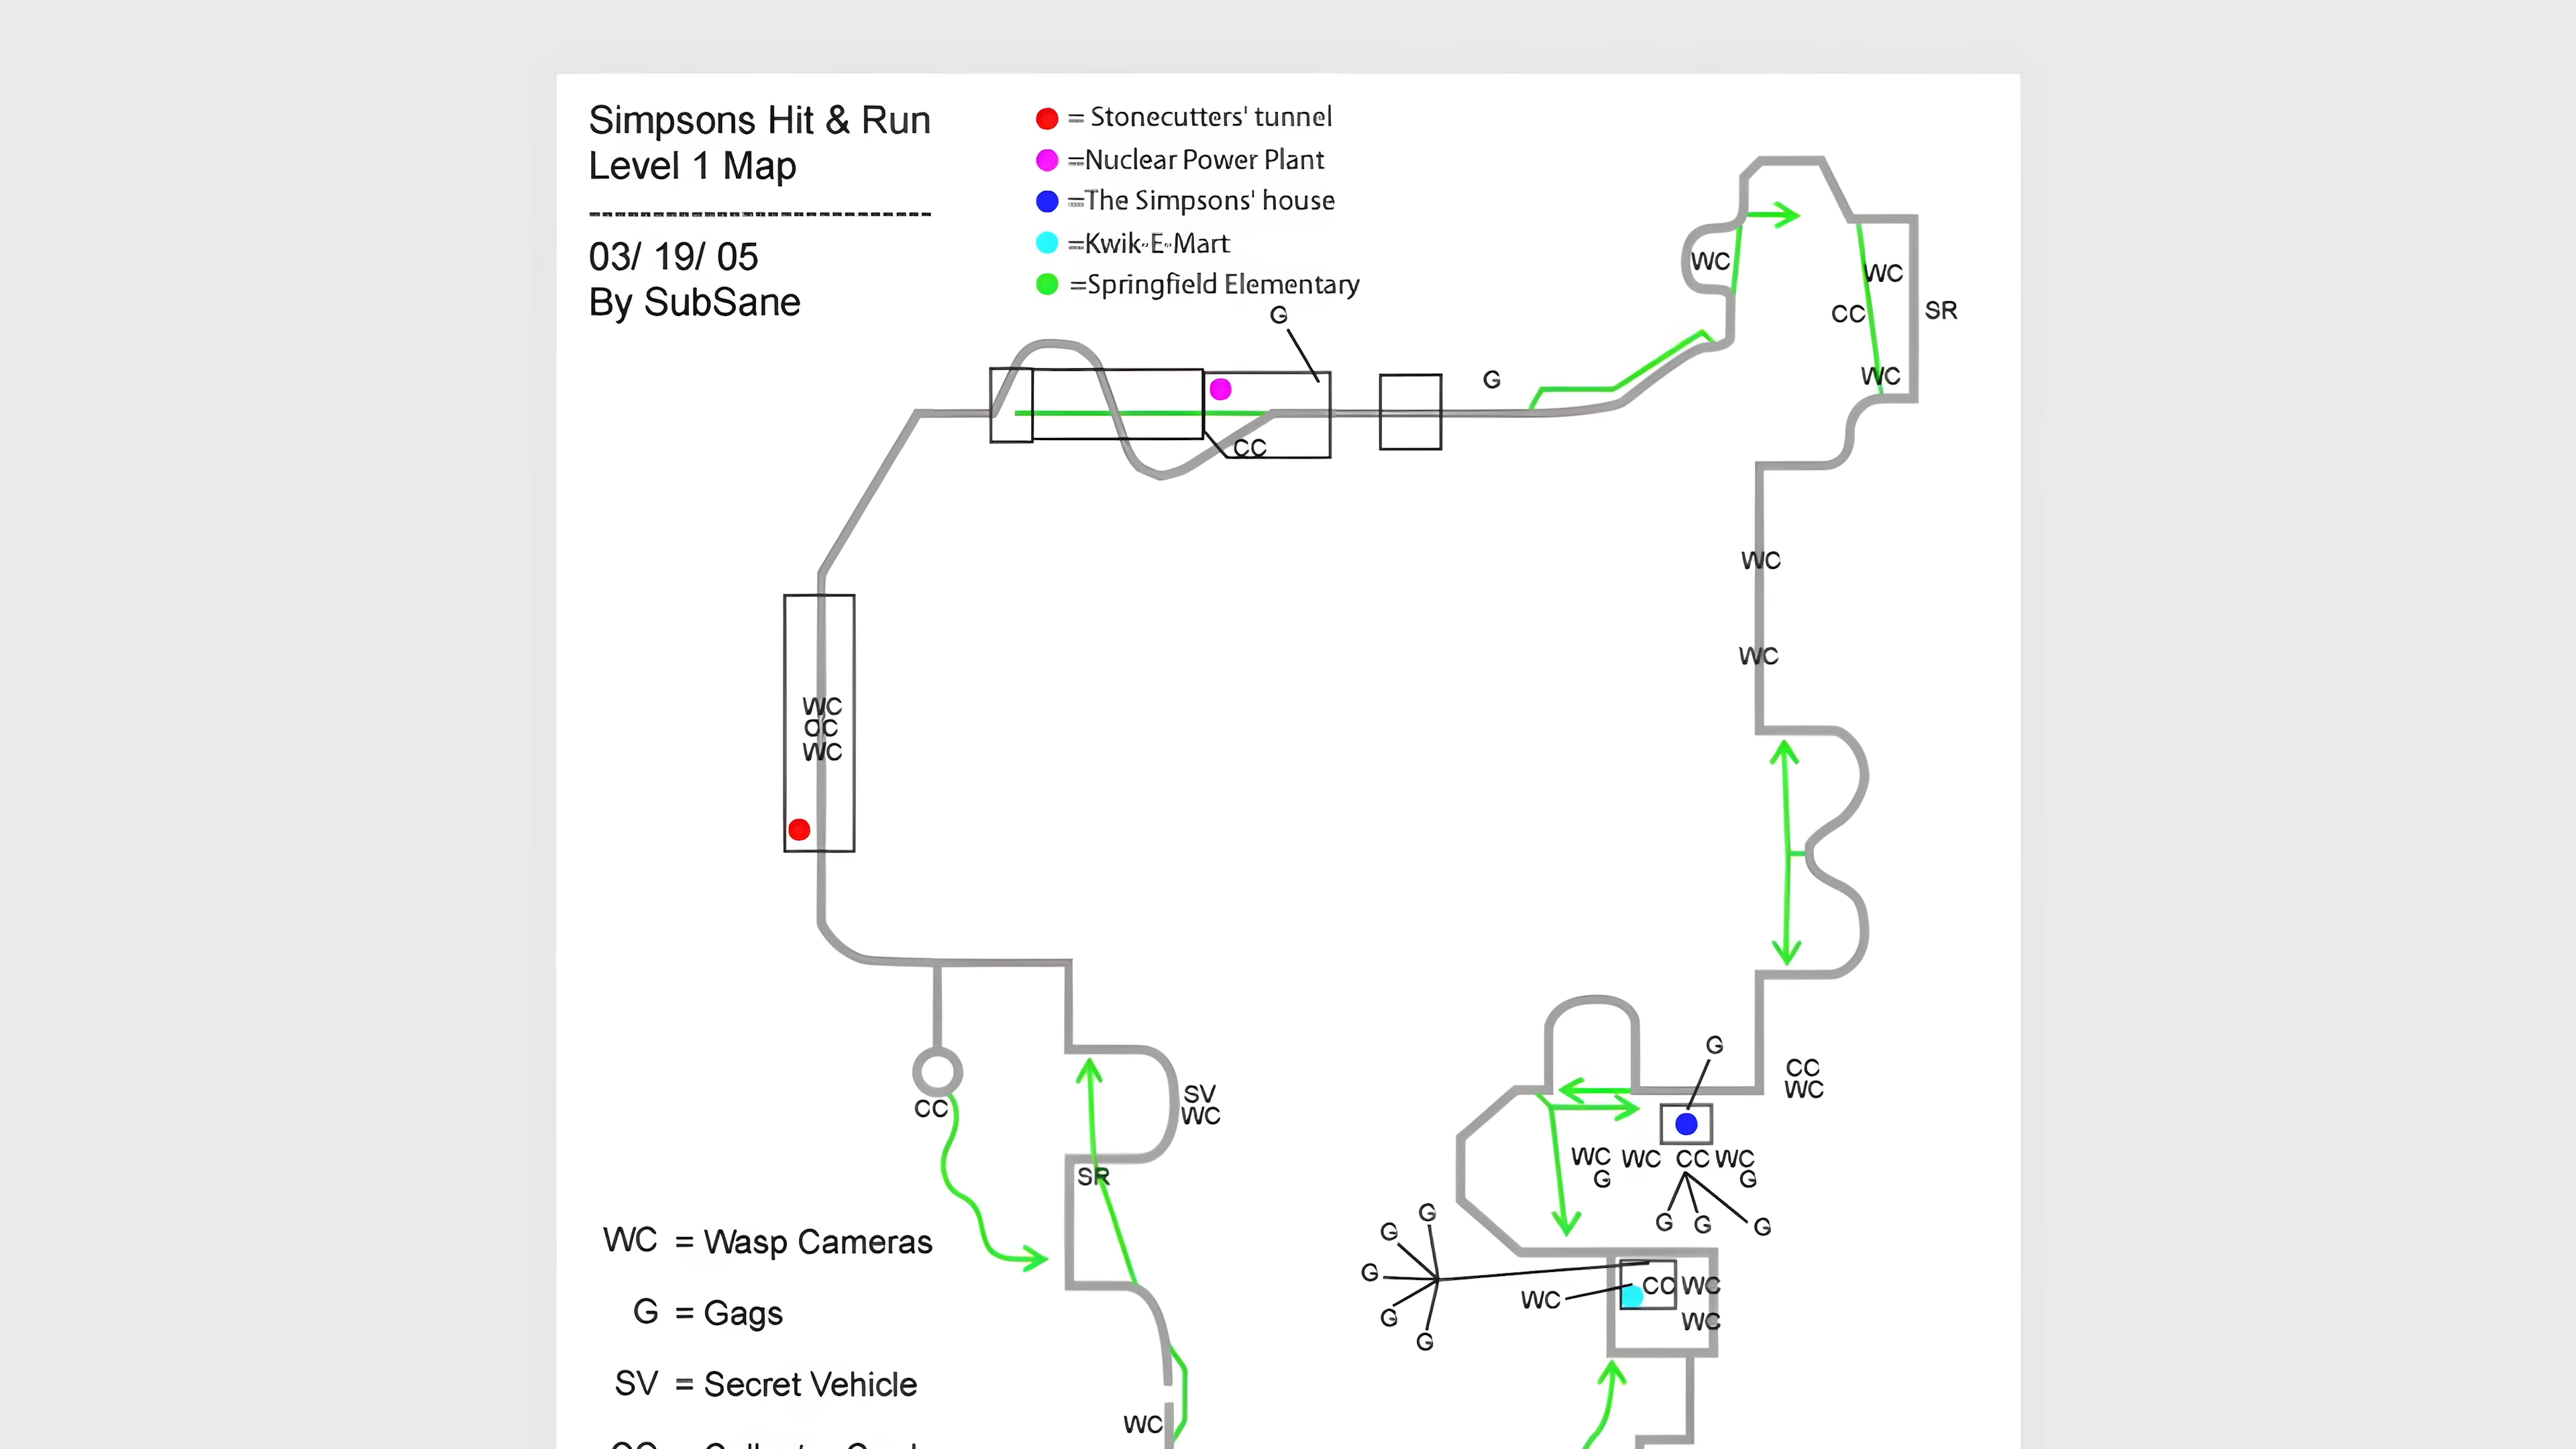 Simpsons Hit & Run
Level 1 Map
03/ 19/ 05
By SubSane
= Stonecutters' tunnel
=Nuclear Power Plant
=The Simpsons' house
=Kwik-E-Mart
=Springfield Elementary
G
WC
WC
CC
SR
WC
G
CC
WC
WC
WC
CC
WC
G
CC
WC
SV
WC
CC
SR
WC WC CC WC
G G
G G G
G
G
G
G
G
WC
CC WC
WC
WC = Wasp Cameras
G = Gags
SV = Secret Vehicle
WC